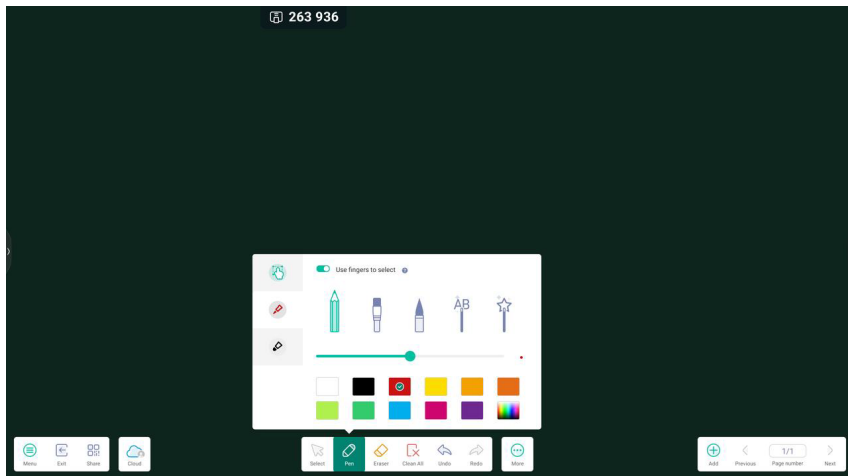 263 936
Use fingers to select
AB
Menu
Exit
Share
Cloud
Select
Pen
Eraser
Clean All
Undo
Redo
More
Add
Previous
1/1
Page number
Next